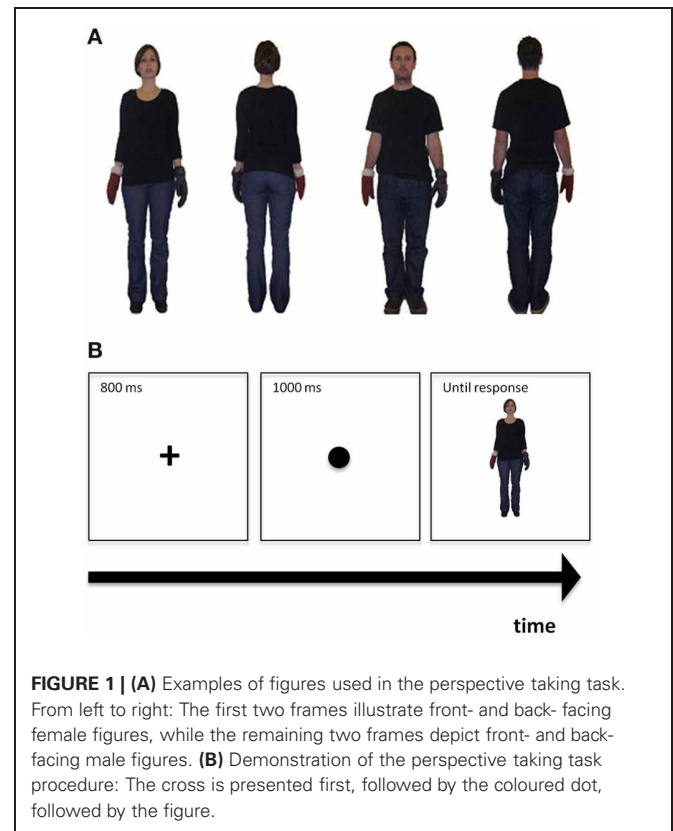 A
B
800 ms
1000 ms
Until response
time
FIGURE 1 | (A) Examples of figures used in the perspective taking task.
From left to right: The first two frames illustrate front- and back- facing
female figures, while the remaining two frames depict front- and back-
facing male figures. (B) Demonstration of the perspective taking task
procedure: The cross is presented first, followed by the coloured dot,
followed by the figure.